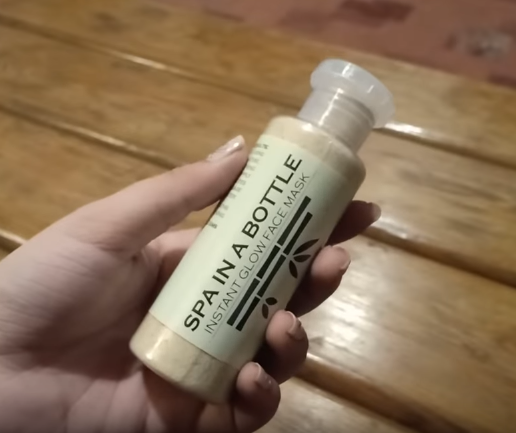 SPA IN A BOTTLE
INSTANT GLOW FACE MASK